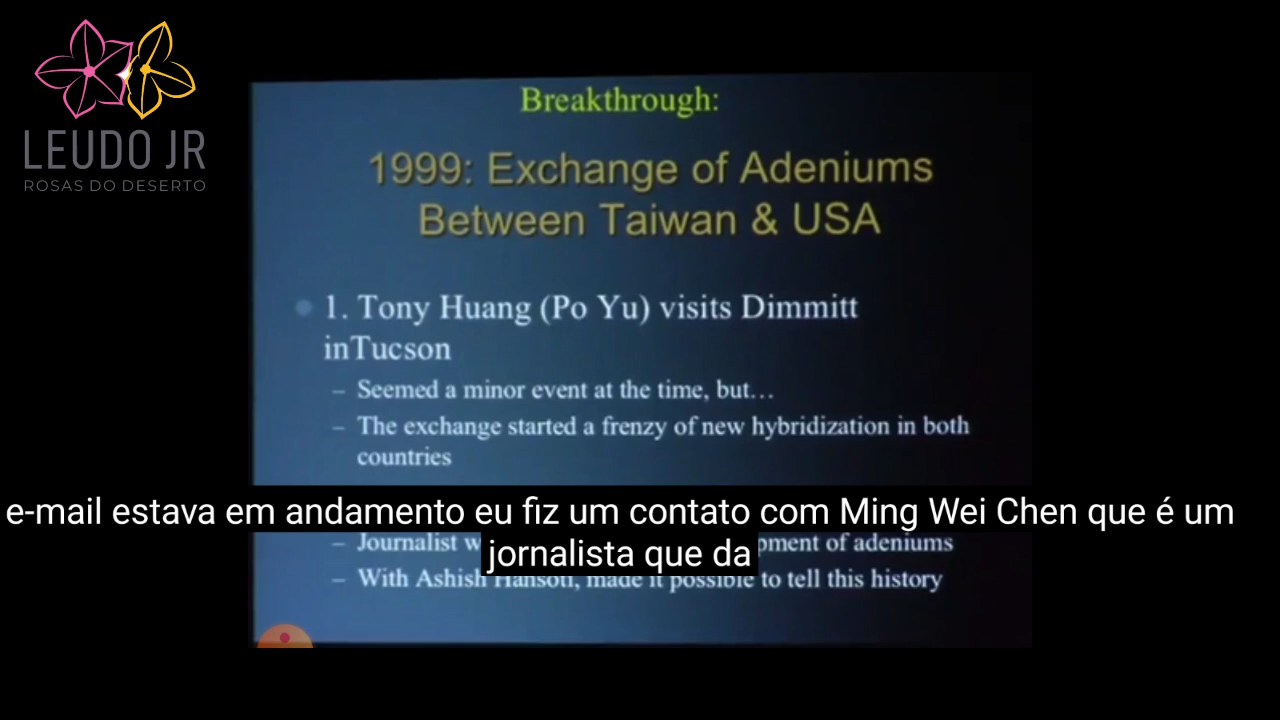 LEUDO JR
ROSAS DO DESERTO
Breakthrough:
1999: Exchange of Adeniums
Between Taiwan & USA
1. Tony Huang (Po Yu) visits Dimmitt
inTucson
– Seemed a minor event at the time, but…
– The exchange started a frenzy of new hybridization in both
countries
e-mail estava em andamento eu fiz um contato com Ming Wei Chen que é um
jornalista que da
– Journalist pment of adeniums
– With Ashish Hansoti, made it possible to tell this history